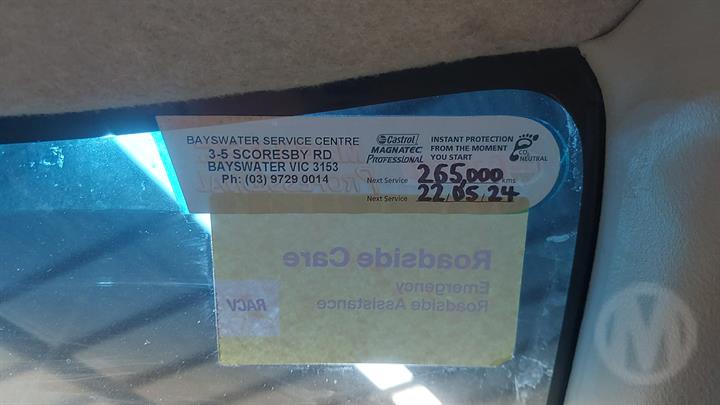 BAYSWATER SERVICE CENTRE
3-5 SCORESBY RD
BAYSWATER VIC 3153
Ph: (03) 9729 0014
Castrol
MAGNATEC
PROFESSIONAL
INSTANT PROTECTION
FROM THE MOMENT
YOU START
CO2
NEUTRAL
Next Service 265,000 kms
Next Service 22/05/24
Roadside Care
Emergency
Roadside Assistance
RACV
M